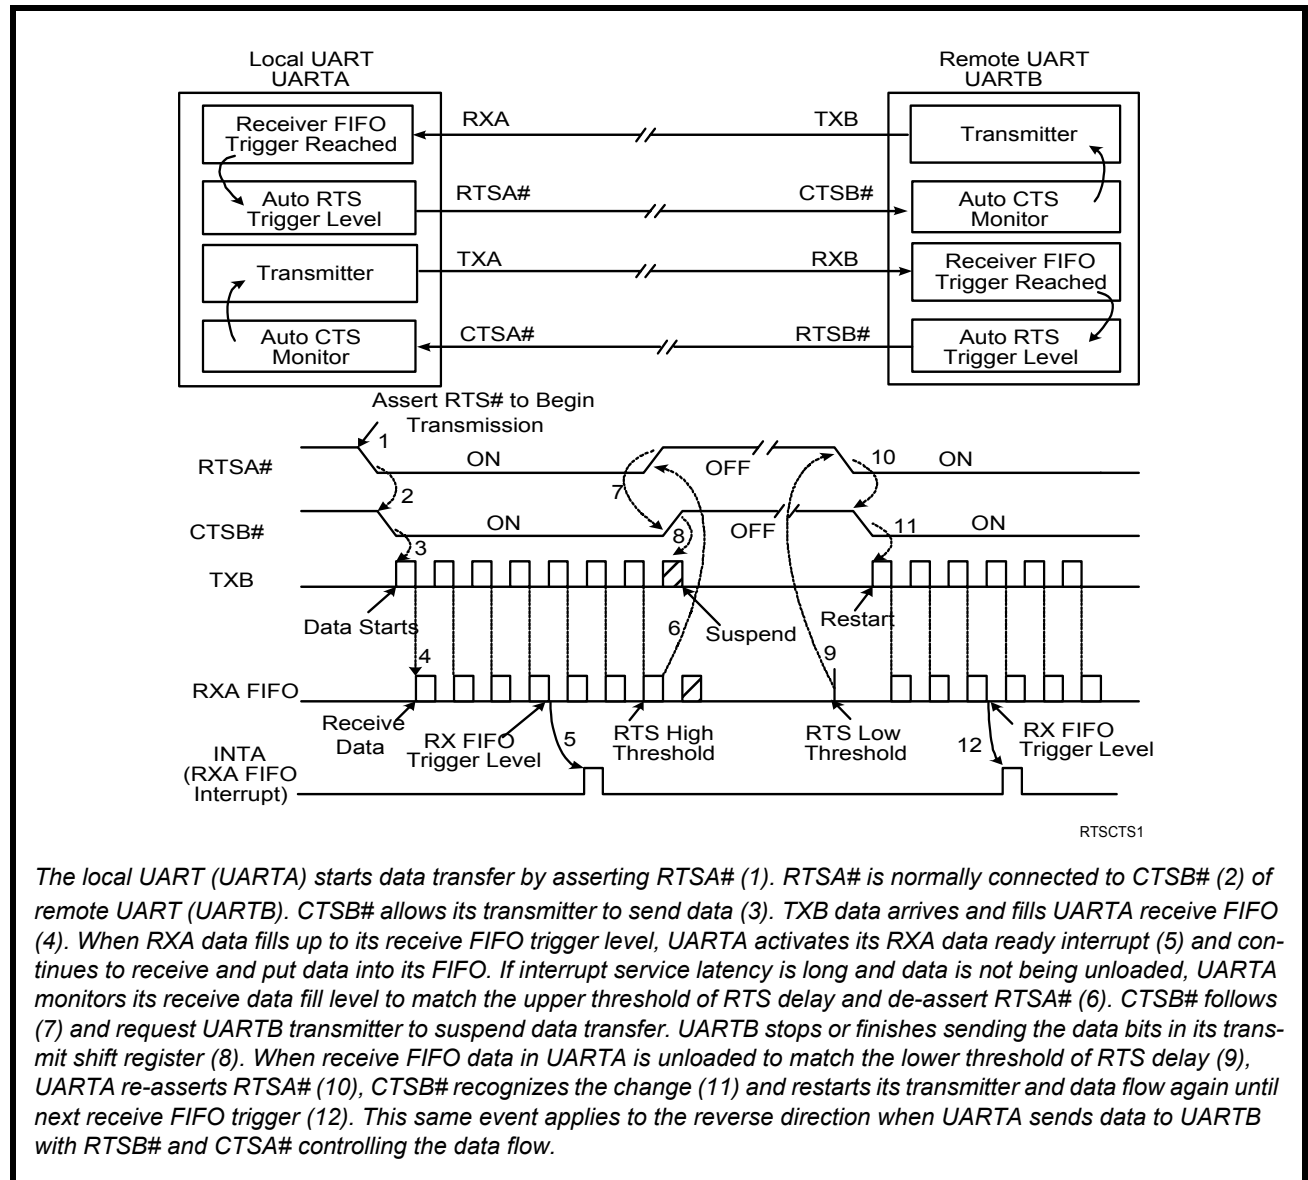 Local UART
UARTA
Remote UART
UARTB
Receiver FIFO
Trigger Reached
RXA
TXB
Transmitter
Auto RTS
Trigger Level
RTSA#
CTSB#
Auto CTS
Monitor
Transmitter
TXA
RXB
Receiver FIFO
Trigger Reached
Auto CTS
Monitor
CTSA#
RTSB#
Auto RTS
Trigger Level
Assert RTS# to Begin
Transmission
1
RTSA#
ON
OFF
10
ON
2
7
CTSB#
ON
8
OFF
11
ON
3
TXB
Data Starts
6
Suspend
Restart
4
9
RXA FIFO
Receive
Data
RX FIFO
Trigger Level
5
RTS High
Threshold
RTS Low
Threshold
12
RX FIFO
Trigger Level
INTA
(RXA FIFO
Interrupt)
RTSCTS1
The local UART (UARTA) starts data transfer by asserting RTSA# (1). RTSA# is normally connected to CTSB# (2) of
remote UART (UARTB). CTSB# allows its transmitter to send data (3). TXB data arrives and fills UARTA receive FIFO
(4). When RXA data fills up to its receive FIFO trigger level, UARTA activates its RXA data ready interrupt (5) and con-
tinues to receive and put data into its FIFO. If interrupt service latency is long and data is not being unloaded, UARTA
monitors its receive data fill level to match the upper threshold of RTS delay and de-assert RTSA# (6). CTSB# follows
(7) and request UARTB transmitter to suspend data transfer. UARTB stops or finishes sending the data bits in its trans-
mit shift register (8). When receive FIFO data in UARTA is unloaded to match the lower threshold of RTS delay (9),
UARTA re-asserts RTSA# (10), CTSB# recognizes the change (11) and restarts its transmitter and data flow again until
next receive FIFO trigger (12). This same event applies to the reverse direction when UARTA sends data to UARTB
with RTSB# and CTSA# controlling the data flow.